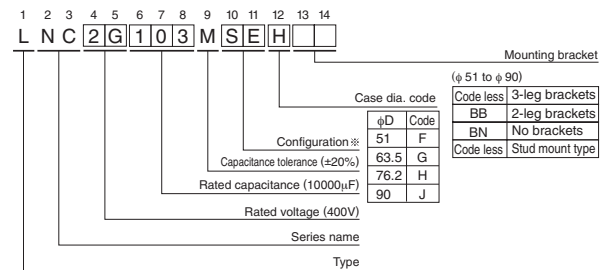 1 2 3 4 5 6 7 8 9 10 11 12 13 14
L N C 2 G 1 0 3 M S E H
Mounting bracket
(φ 51 to φ 90)
Code less 3-leg brackets
BB 2-leg brackets
BN No brackets
Code less Stud mount type
Case dia. code
φD Code
51 F
63.5 G
76.2 H
90 J
Configuration※
Capacitance tolerance (±20%)
Rated capacitance (10000μF)
Rated voltage (400V)
Series name
Type